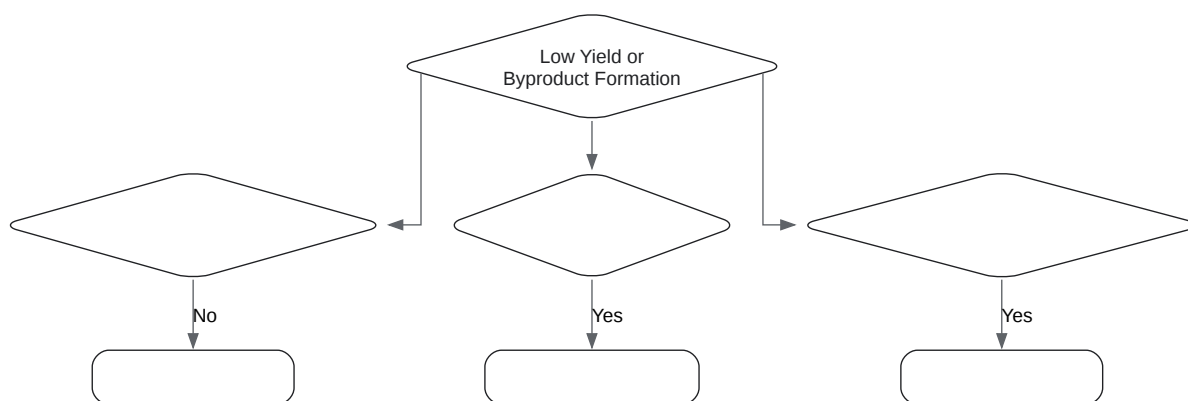 Low Yield or
Byproduct Formation
No
Yes
Yes